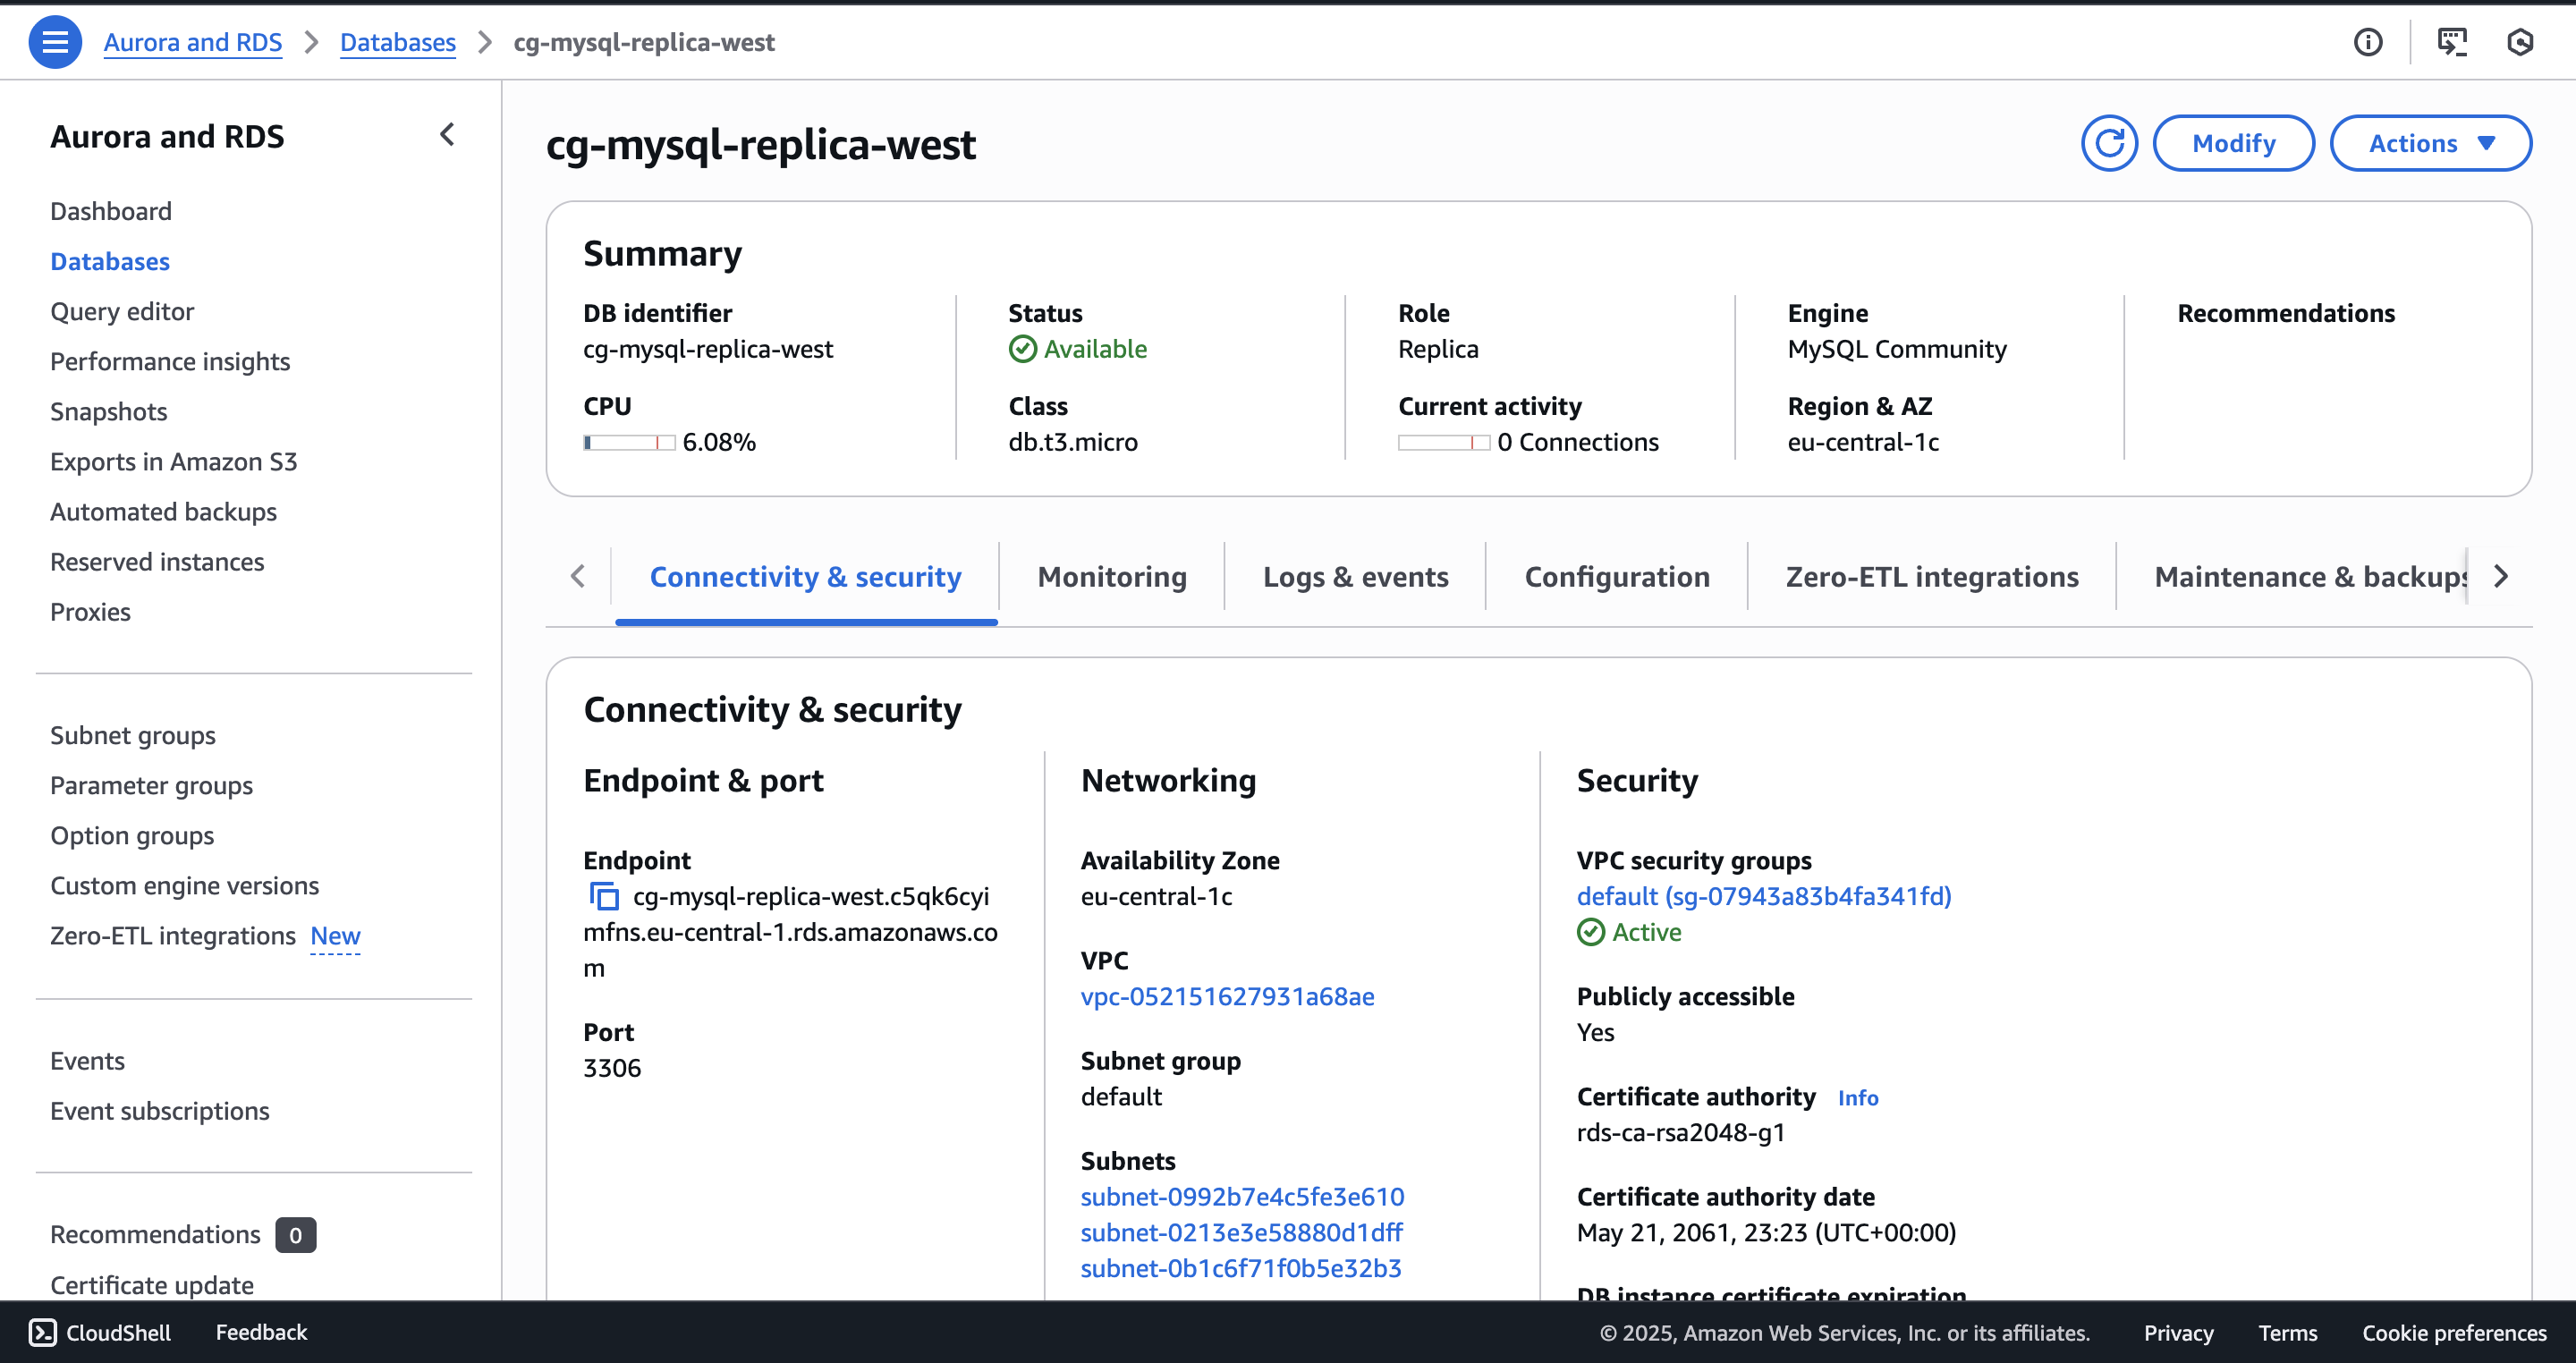 Aurora and RDS
Databases
cg-mysql-replica-west
Aurora and RDS
Dashboard
Databases
Query editor
Performance insights
Snapshots
Exports in Amazon S3
Automated backups
Reserved instances
Proxies
Subnet groups
Parameter groups
Option groups
Custom engine versions
Zero-ETL integrations New
Events
Event subscriptions
Recommendations 0
Certificate update
cg-mysql-replica-west
Modify
Actions
Summary
DB identifier
cg-mysql-replica-west
CPU
6.08%
Status
Available
Class
db.t3.micro
Role
Replica
Current activity
0 Connections
Engine
MySQL Community
Region & AZ
eu-central-1c
Recommendations
Connectivity & security
Monitoring
Logs & events
Configuration
Zero-ETL integrations
Maintenance & backups
Connectivity & security
Endpoint & port
Endpoint
cg-mysql-replica-west.c5qk6cyi
mfns.eu-central-1.rds.amazonaws.co
m
Port
3306
Networking
Availability Zone
eu-central-1c
VPC
vpc-052151627931a68ae
Subnet group
default
Subnets
subnet-0992b7e4c5fe3e610
subnet-0213e3e58880d1dff
subnet-0b1c6f71f0b5e32b3
Security
VPC security groups
default (sg-07943a83b4fa341fd)
Active
Publicly accessible
Yes
Certificate authority Info
rds-ca-rsa2048-g1
Certificate authority date
May 21, 2061, 23:23 (UTC+00:00)
DB instance certificate expiration
CloudShell
Feedback
© 2025, Amazon Web Services, Inc. or its affiliates.
Privacy
Terms
Cookie preferences